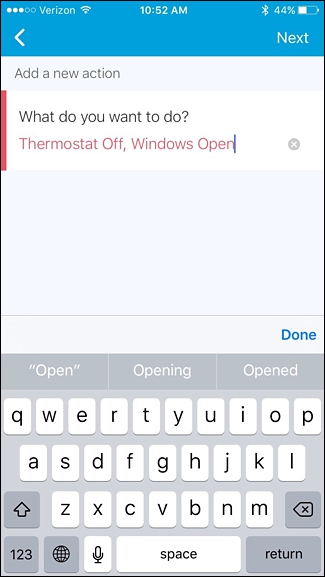 Verizon 10:52 AM 44%
Next
Add a new action
What do you want to do?
Thermostat Off, Windows Open
Done
“Open” Opening Opened
q w e r t y u i o p
a s d f g h j k l
z x c v b n m
123 space return